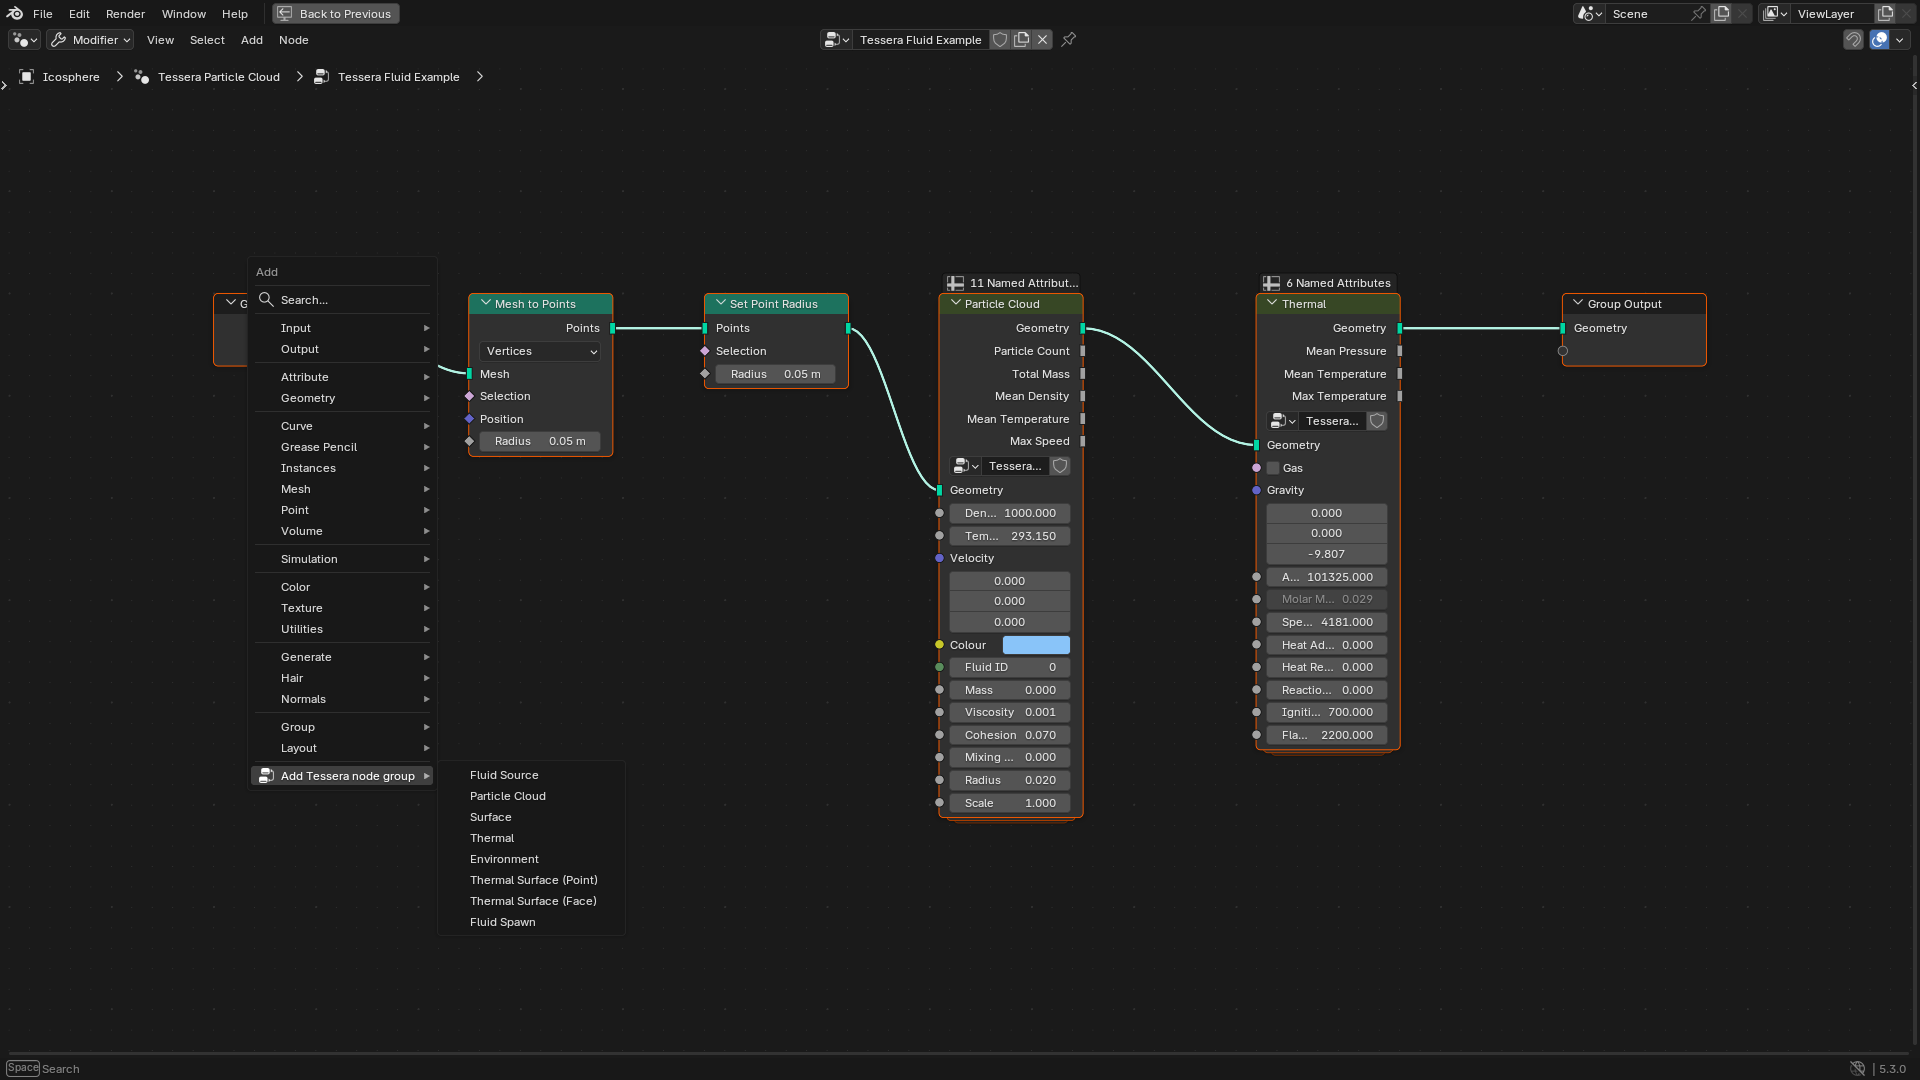 File Edit Render Window Help Back to Previous Scene ViewLayer
Modifier View Select Add Node Tessera Fluid Example
Icosphere Tessera Particle Cloud Tessera Fluid Example
Add
Search...
Input
Output
Attribute
Geometry
Curve
Grease Pencil
Instances
Mesh
Point
Volume
Simulation
Color
Texture
Utilities
Generate
Hair
Normals
Group
Layout
Add Tessera node group
Fluid Source
Particle Cloud
Surface
Thermal
Environment
Thermal Surface (Point)
Thermal Surface (Face)
Fluid Spawn
G
Mesh to Points
Points
Vertices
Mesh
Selection
Position
Radius 0.05 m
Set Point Radius
Points
Selection
Radius 0.05 m
11 Named Attribut...
Particle Cloud
Geometry
Particle Count
Total Mass
Mean Density
Mean Temperature
Max Speed
Tessera...
Geometry
Den... 1000.000
Tem... 293.150
Velocity
0.000
0.000
0.000
Colour
Fluid ID 0
Mass 0.000
Viscosity 0.001
Cohesion 0.070
Mixing ... 0.000
Radius 0.020
Scale 1.000
6 Named Attributes
Thermal
Geometry
Mean Pressure
Mean Temperature
Max Temperature
Tessera...
Geometry
Gas
Gravity
0.000
0.000
-9.807
A... 101325.000
Molar M... 0.029
Spe... 4181.000
Heat Ad... 0.000
Heat Re... 0.000
Reactio... 0.000
Igniti... 700.000
Fla... 2200.000
Group Output
Geometry
Space Search 5.3.0